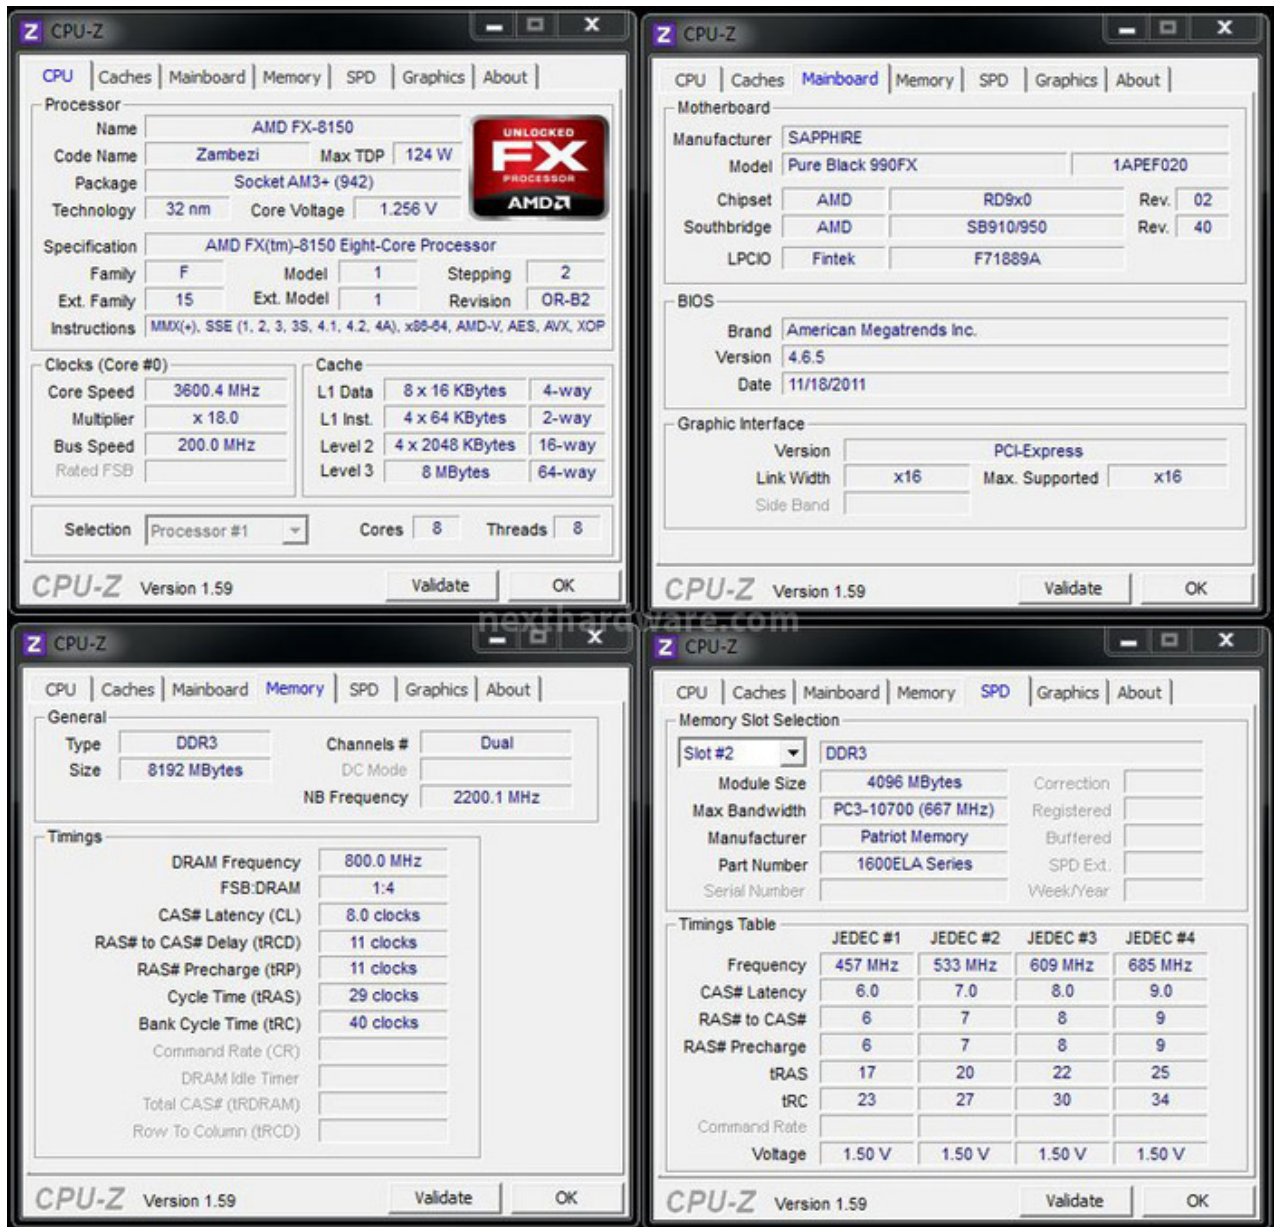 CPU-Z
CPU Caches Mainboard Memory SPD Graphics About
Processor
Name AMD FX-8150
Code Name Zambezi Max TDP 124 W
Package Socket AM3+ (942)
Technology 32 nm Core Voltage 1.256 V
UNLOCKED
FX
PROCESSOR
AMD
Specification AMD FX(tm)-8150 Eight-Core Processor
Family F Model 1 Stepping 2
Ext. Family 15 Ext. Model 1 Revision OR-B2
Instructions MMX(+), SSE (1, 2, 3, 3S, 4.1, 4.2, 4A), x86-64, AMD-V, AES, AVX, XOP
Clocks (Core #0)
Core Speed 3600.4 MHz
Multiplier x 18.0
Bus Speed 200.0 MHz
Rated FSB
Cache
L1 Data 8 x 16 KBytes 4-way
L1 Inst. 4 x 64 KBytes 2-way
Level 2 4 x 2048 KBytes 16-way
Level 3 8 MBytes 64-way
Selection Processor #1 Cores 8 Threads 8
CPU-Z Version 1.59 Validate OK
CPU-Z
CPU Caches Mainboard Memory SPD Graphics About
Motherboard
Manufacturer SAPPHIRE
Model Pure Black 990FX 1APEF020
Chipset AMD RD9x0 Rev. 02
Southbridge AMD SB910/950 Rev. 40
LPCIO Fintek F71889A
BIOS
Brand American Megatrends Inc.
Version 4.6.5
Date 11/18/2011
Graphic Interface
Version PCI-Express
Link Width x16 Max. Supported x16
Side Band
CPU-Z Version 1.59 Validate OK
nexthardware.com
CPU-Z
CPU Caches Mainboard Memory SPD Graphics About
General
Type DDR3 Channels # Dual
Size 8192 MBytes DC Mode
NB Frequency 2200.1 MHz
Timings
DRAM Frequency 800.0 MHz
FSB:DRAM 1:4
CAS# Latency (CL) 8.0 clocks
RAS# to CAS# Delay (tRCD) 11 clocks
RAS# Precharge (tRP) 11 clocks
Cycle Time (tRAS) 29 clocks
Bank Cycle Time (tRC) 40 clocks
Command Rate (CR)
DRAM Idle Timer
Total CAS# (tRDRAM)
Row To Column (tRCD)
CPU-Z Version 1.59 Validate OK
CPU-Z
CPU Caches Mainboard Memory SPD Graphics About
Memory Slot Selection
Slot #2 DDR3
Module Size 4096 MBytes Correction
Max Bandwidth PC3-10700 (667 MHz) Registered
Manufacturer Patriot Memory Buffered
Part Number 1600ELA Series SPD Ext.
Serial Number Week/Year
Timings Table
JEDEC #1 JEDEC #2 JEDEC #3 JEDEC #4
Frequency 457 MHz 533 MHz 609 MHz 685 MHz
CAS# Latency 6.0 7.0 8.0 9.0
RAS# to CAS# 6 7 8 9
RAS# Precharge 6 7 8 9
tRAS 17 20 22 25
tRC 23 27 30 34
Command Rate
Voltage 1.50 V 1.50 V 1.50 V 1.50 V
CPU-Z Version 1.59 Validate OK